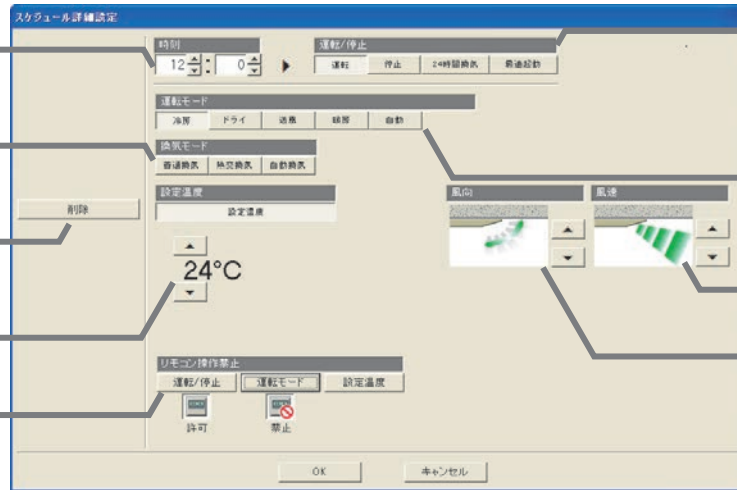 スケジュール詳細設定
時刻
運転/停止
12 : 0
運転 停止 24時間換気 最適起動
運転モード
冷房 ドライ 送風 暖房 自動
換気モード
普通換気 熱交換気 自動換気
削除
設定温度
設定温度
風向
風速
24°C
リモコン操作禁止
運転/停止 運転モード 設定温度
許可 禁止
OK キャンセル